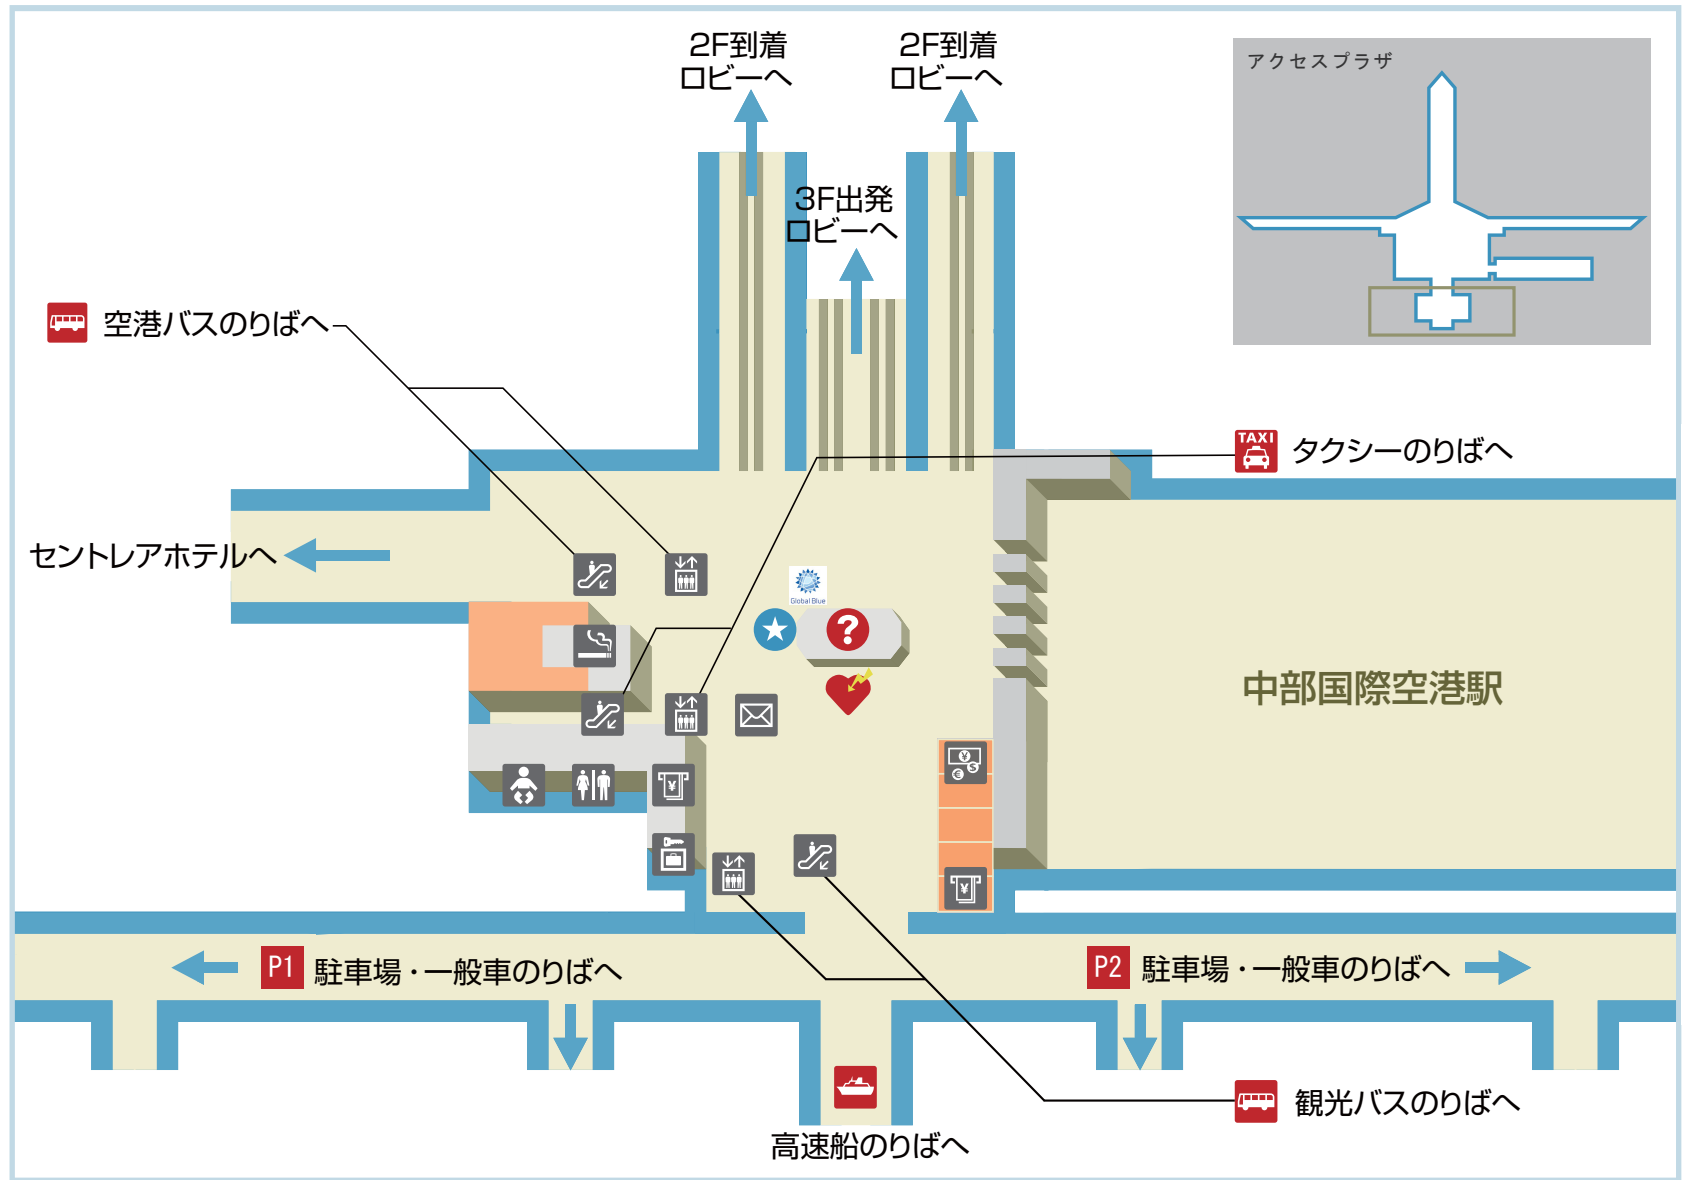 2F到着
ロビーへ
2F到着
ロビーへ
アクセスプラザ
3F出発
ロビーへ
空港バスのりばへ
TAXI
タクシーのりばへ
セントレアホテルへ
Global Blue
?
中部国際空港駅
¥
$
€
¥
¥
P1 駐車場・一般車のりばへ
P2 駐車場・一般車のりばへ
観光バスのりばへ
高速船のりばへ